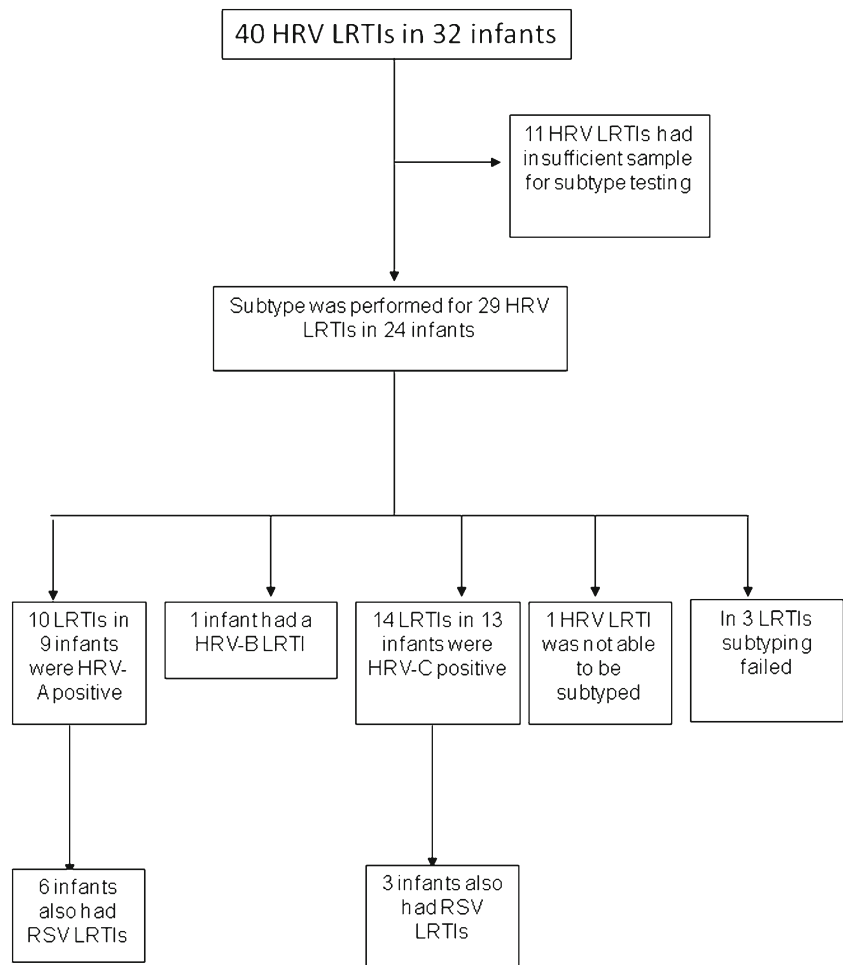 40 HRV LRTIs in 32 infants
11 HRV LRTIs had
insufficient sample
for subtype testing
Subtype was performed for 29 HRV
LRTIs in 24 infants
10 LRTIs in
9 infants
were HRV-
A positive
1 infant had a
HRV-B LRTI
14 LRTIs in 13
infants were
HRV-C positive
1 HRV LRTI
was not able
to be
subtyped
In 3 LRTIs
subtyping
failed
6 infants
also had
RSV LRTIs
3 infants also
had RSV
LRTIs